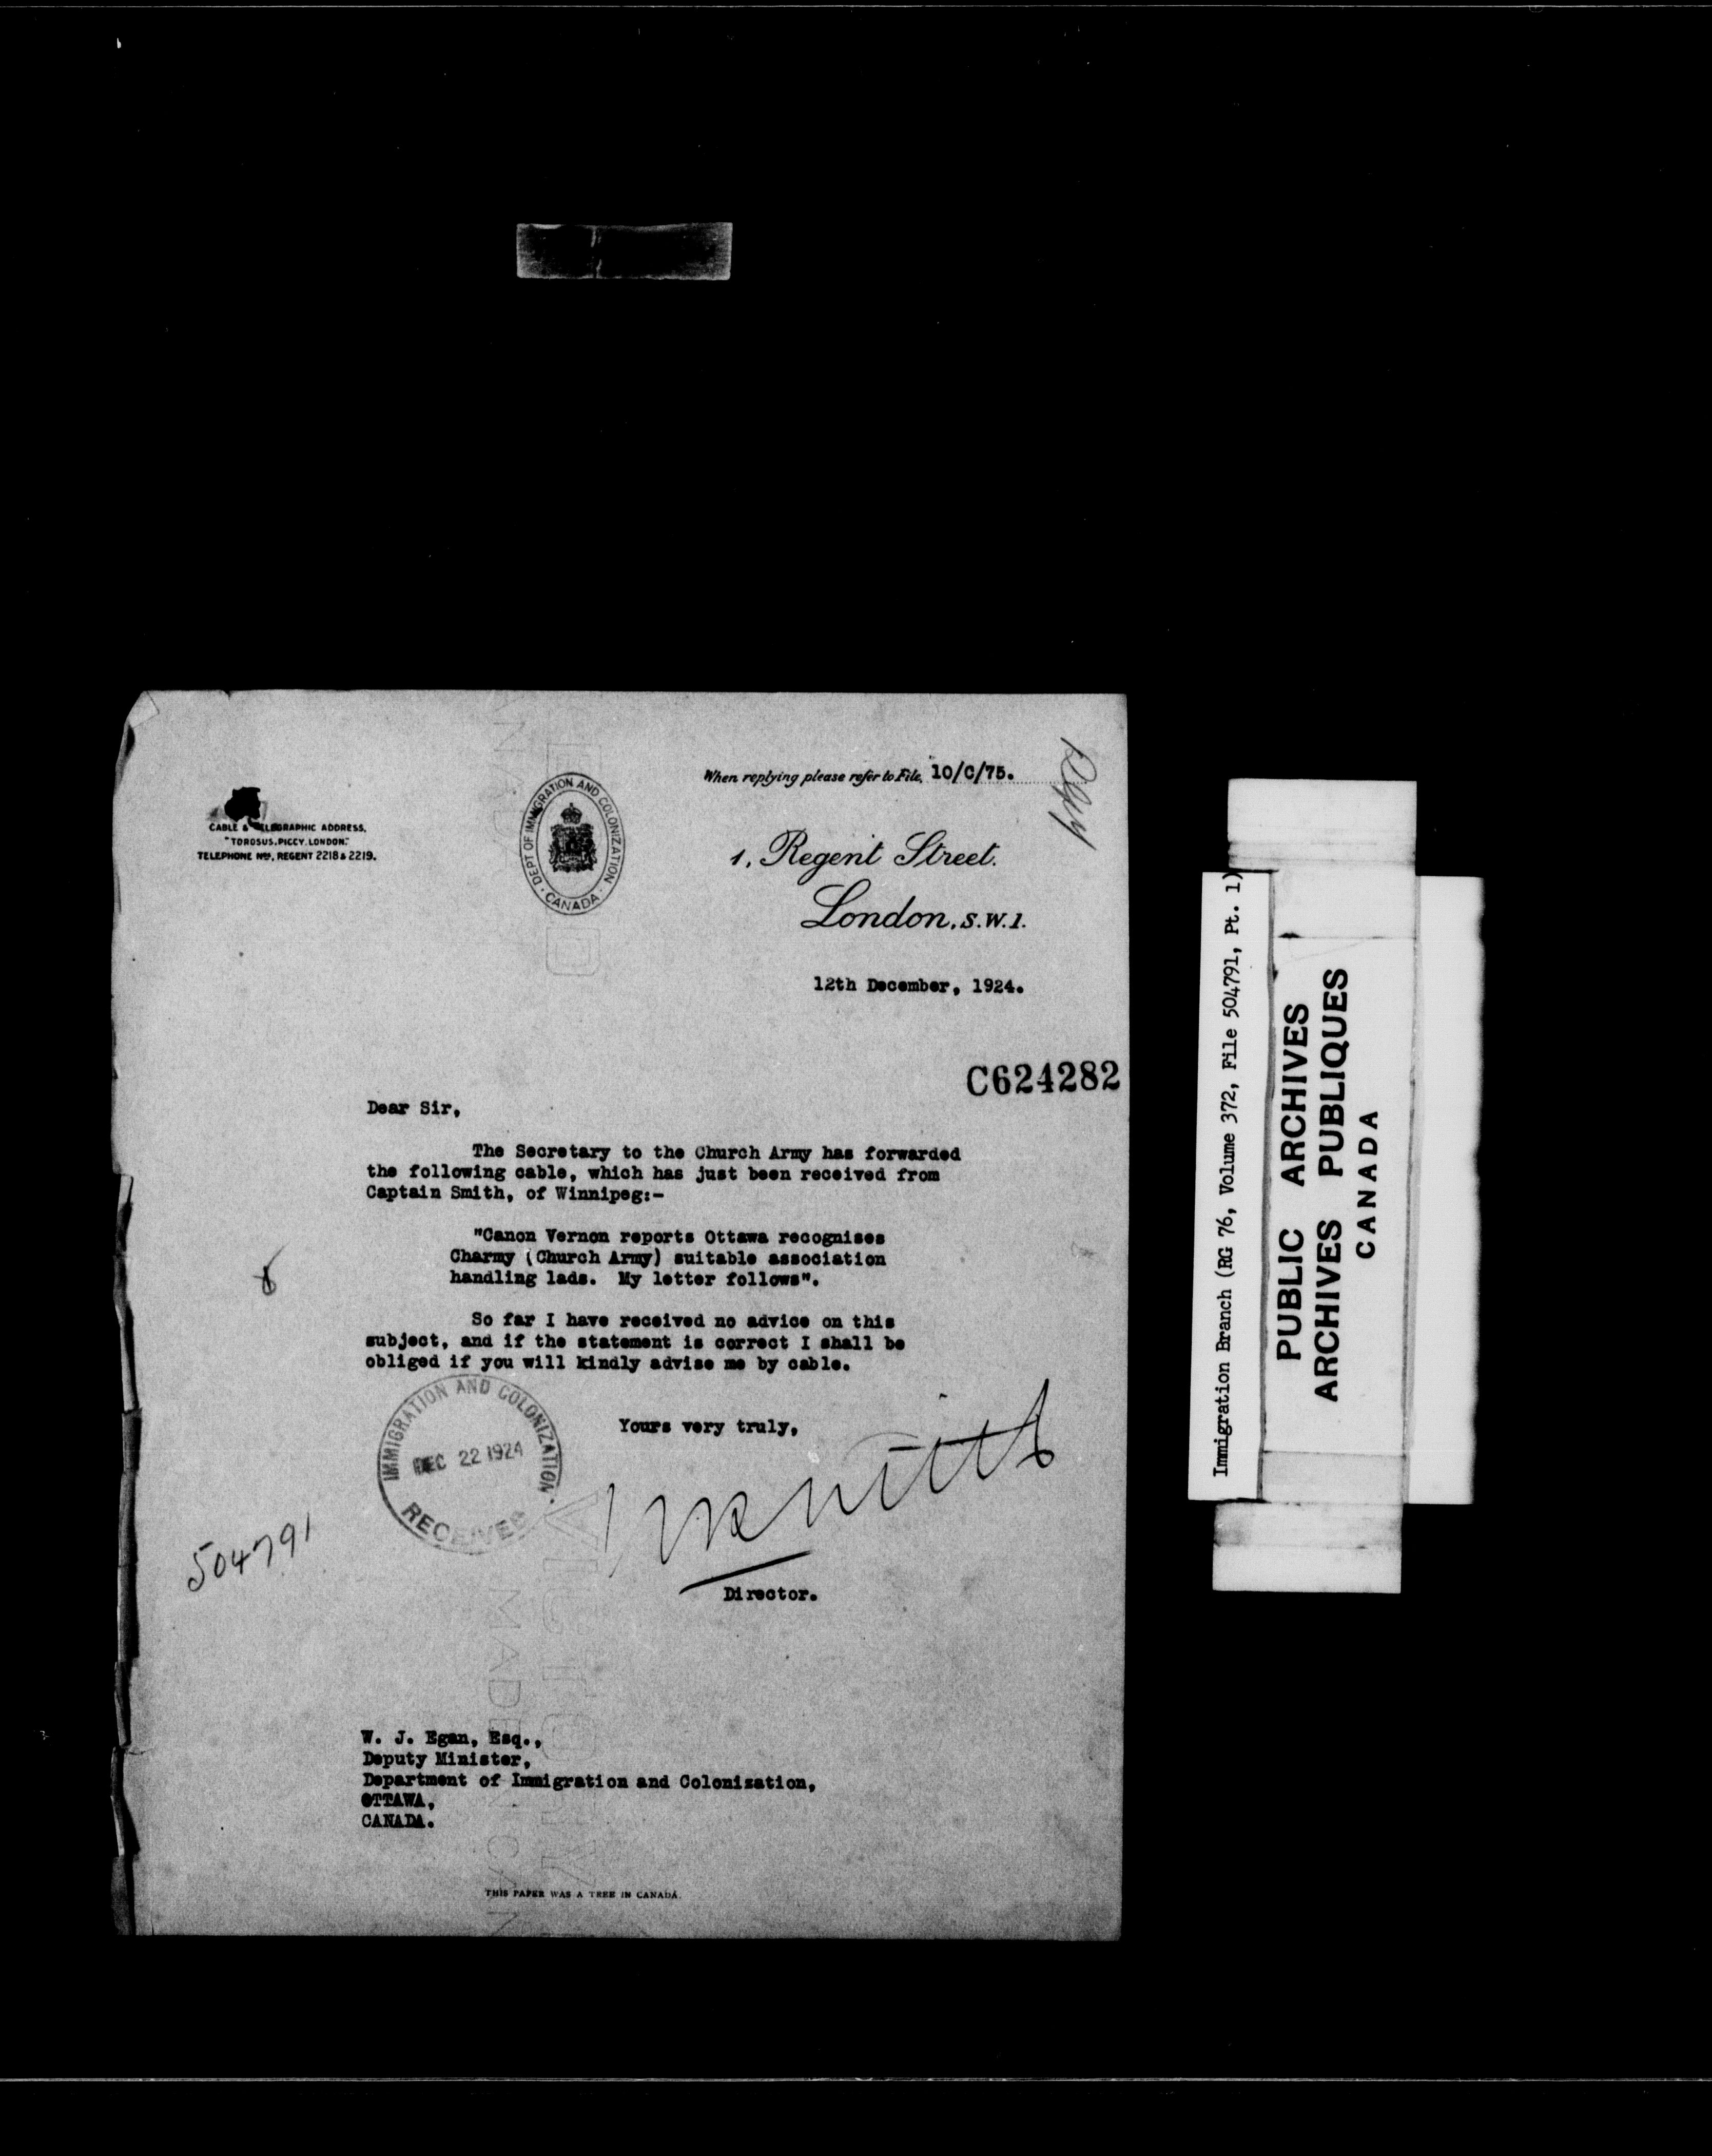 When replying please refer to File, 10/C/75.
CABLE & TELEGRAPHIC ADDRESS,
"TOROSUS, PICCY, LONDON."
TELEPHONE Nos. REGENT 2218 & 2219.
DEPT OF IMMIGRATION AND COLONIZATION
CANADA
1, Regent Street.
London, S.W.1.
12th December, 1924.
C624282
Dear Sir,
The Secretary to the Church Army has forwarded
the following cable, which has just been received from
Captain Smith, of Winnipeg:-
"Canon Vernon reports Ottawa recognises
Charmy (Church Army) suitable association
handling lads. My letter follows".
So far I have received no advice on this
subject, and if the statement is correct I shall be
obliged if you will kindly advise me by cable.
Yours very truly,
IMMIGRATION AND COLONIZATION
DEC 22 1924
RECEIVED
504791
Director.
W. J. Egan, Esq.,
Deputy Minister,
Department of Immigration and Colonization,
OTTAWA,
CANADA.
THIS PAPER WAS A TREE IN CANADA.
Immigration Branch (RG 76, Volume 372, File 504791, Pt. 1)
PUBLIC ARCHIVES
ARCHIVES PUBLIQUES
CANADA